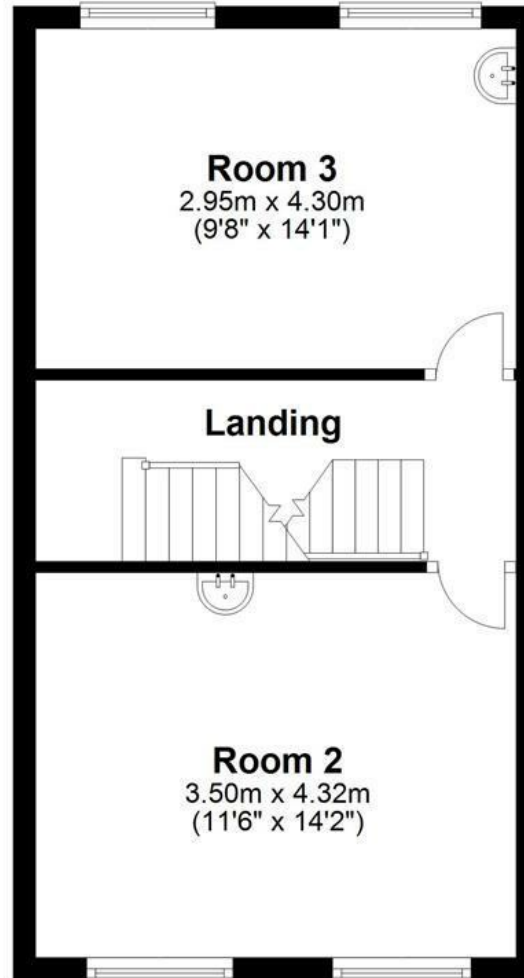 Room 3
2.95m x 4.30m
(9'8" x 14'1")
Landing
Room 2
3.50m x 4.32m
(11'6" x 14'2")